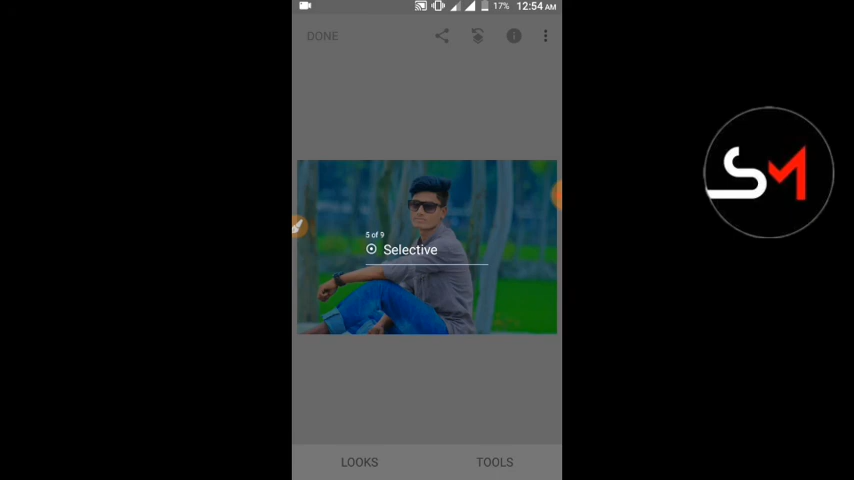 17% 12:54 AM
DONE
5 of 9
Selective
LOOKS
TOOLS
SM